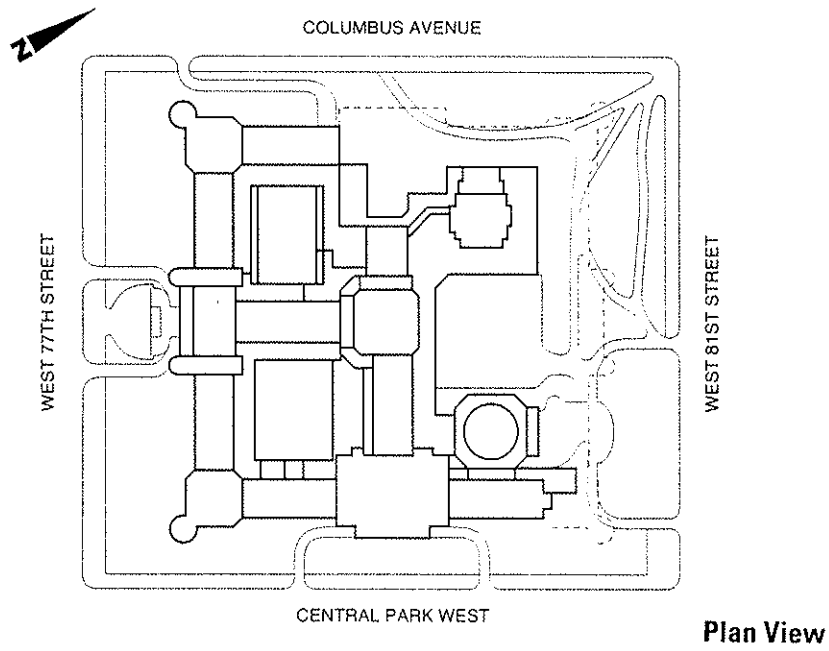 COLUMBUS AVENUE
N
WEST 77TH STREET
WEST 81ST STREET
CENTRAL PARK WEST
Plan View